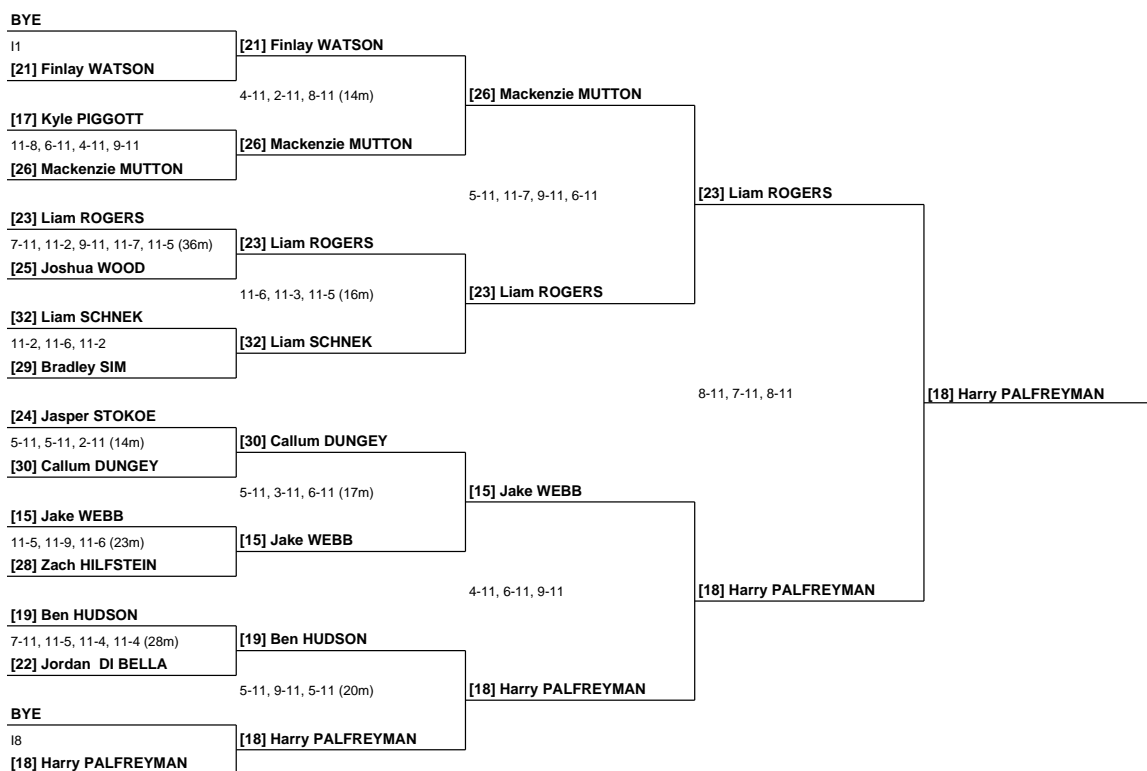 BYE
I1
[21] Finlay WATSON
[17] Kyle PIGGOTT
11-8, 6-11, 4-11, 9-11
[26] Mackenzie MUTTON
[23] Liam ROGERS
7-11, 11-2, 9-11, 11-7, 11-5 (36m)
[25] Joshua WOOD
[32] Liam SCHNEK
11-2, 11-6, 11-2
[29] Bradley SIM
[24] Jasper STOKOE
5-11, 5-11, 2-11 (14m)
[30] Callum DUNGEY
[15] Jake WEBB
11-5, 11-9, 11-6 (23m)
[28] Zach HILFSTEIN
[19] Ben HUDSON
7-11, 11-5, 11-4, 11-4 (28m)
[22] Jordan  DI BELLA
BYE
I8
[18] Harry PALFREYMAN
[21] Finlay WATSON
4-11, 2-11, 8-11 (14m)
[26] Mackenzie MUTTON
[23] Liam ROGERS
11-6, 11-3, 11-5 (16m)
[32] Liam SCHNEK
[30] Callum DUNGEY
5-11, 3-11, 6-11 (17m)
[15] Jake WEBB
[19] Ben HUDSON
5-11, 9-11, 5-11 (20m)
[18] Harry PALFREYMAN
[26] Mackenzie MUTTON
5-11, 11-7, 9-11, 6-11
[23] Liam ROGERS
[15] Jake WEBB
4-11, 6-11, 9-11
[18] Harry PALFREYMAN
[23] Liam ROGERS
8-11, 7-11, 8-11
[18] Harry PALFREYMAN
[18] Harry PALFREYMAN